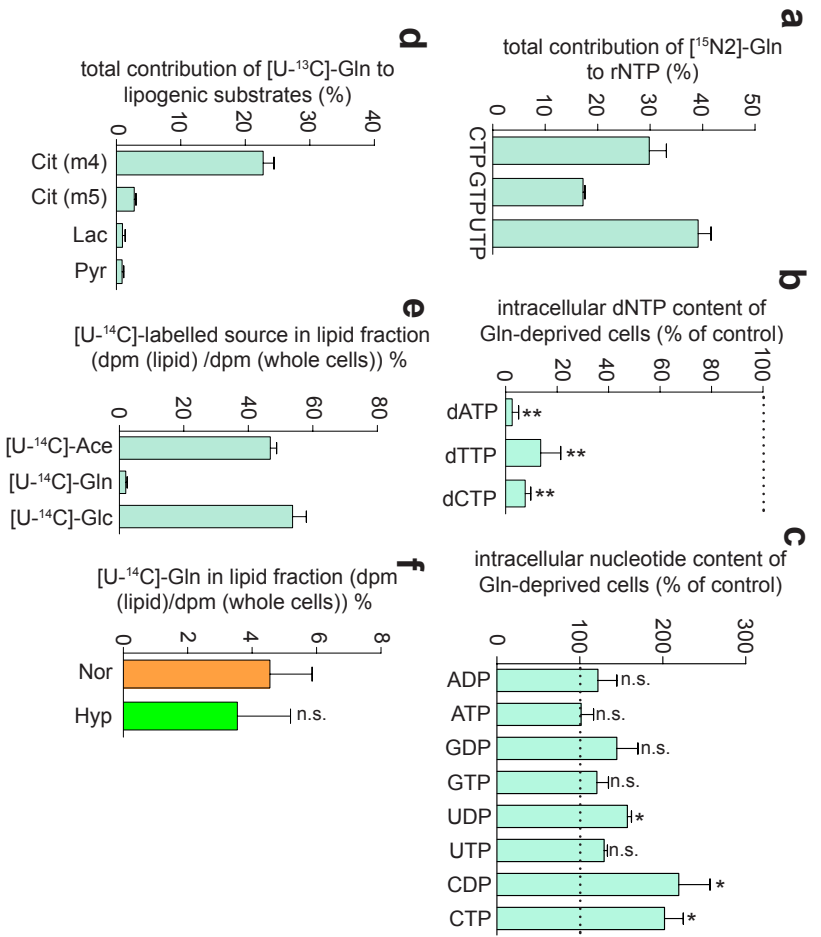 a
total contribution of [¹⁵N2]-Gln
to rNTP (%)
0
10
20
30
40
50
CTP
GTP
UTP
b
intracellular dNTP content of
Gln-deprived cells (% of control)
0
20
40
60
80
100
dATP
dTTP
dCTP
**
**
**
c
intracellular nucleotide content of
Gln-deprived cells (% of control)
0
100
200
300
ADP
ATP
GDP
GTP
UDP
UTP
CDP
CTP
n.s.
n.s.
n.s.
n.s.
*
n.s.
*
*
d
total contribution of [U-¹³C]-Gln to
lipogenic substrates (%)
0
10
20
30
40
Cit (m4)
Cit (m5)
Lac
Pyr
e
[U-¹⁴C]-labelled source in lipid fraction
(dpm (lipid) /dpm (whole cells)) %
0
20
40
60
80
[U-¹⁴C]-Ace
[U-¹⁴C]-Gln
[U-¹⁴C]-Glc
f
[U-¹⁴C]-Gln in lipid fraction (dpm
(lipid)/dpm (whole cells)) %
0
2
4
6
8
Nor
Hyp
n.s.